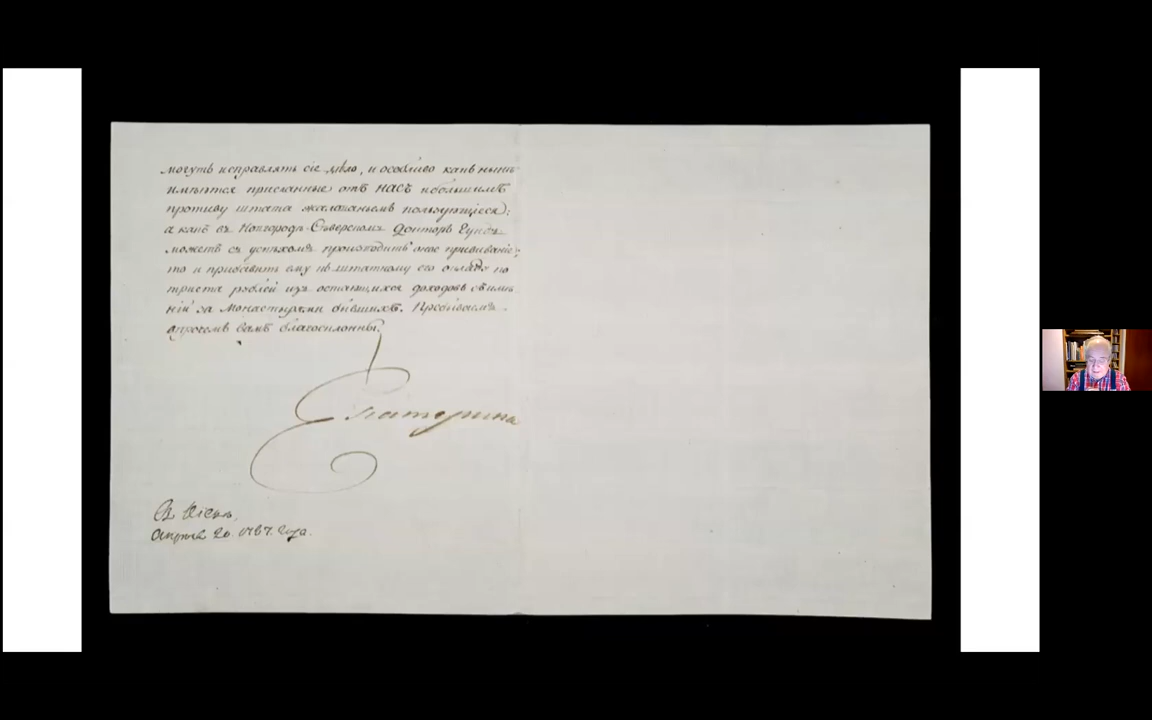 могутъ исправлять сіе дѣло, и особливо какъ нынѣ
имѣются присланные отъ НАСЪ и большимъ
противу штата жалованьемъ пользующіеся);
а какъ въ Новгородѣ-Сѣверскомъ Докторъ Гунъ
можетъ съ успѣхомъ производить оное прививаніе;
то и прибавить ему къ штатному его окладу по
триста рублей изъ остающихся доходовъ съ имѣ-
ній за Монастырями бывшихъ. Пребываемъ
впрочемъ вамъ благосклонны.
Екатерина
Въ Кіевѣ,
Апрѣля 20. 1787. года.